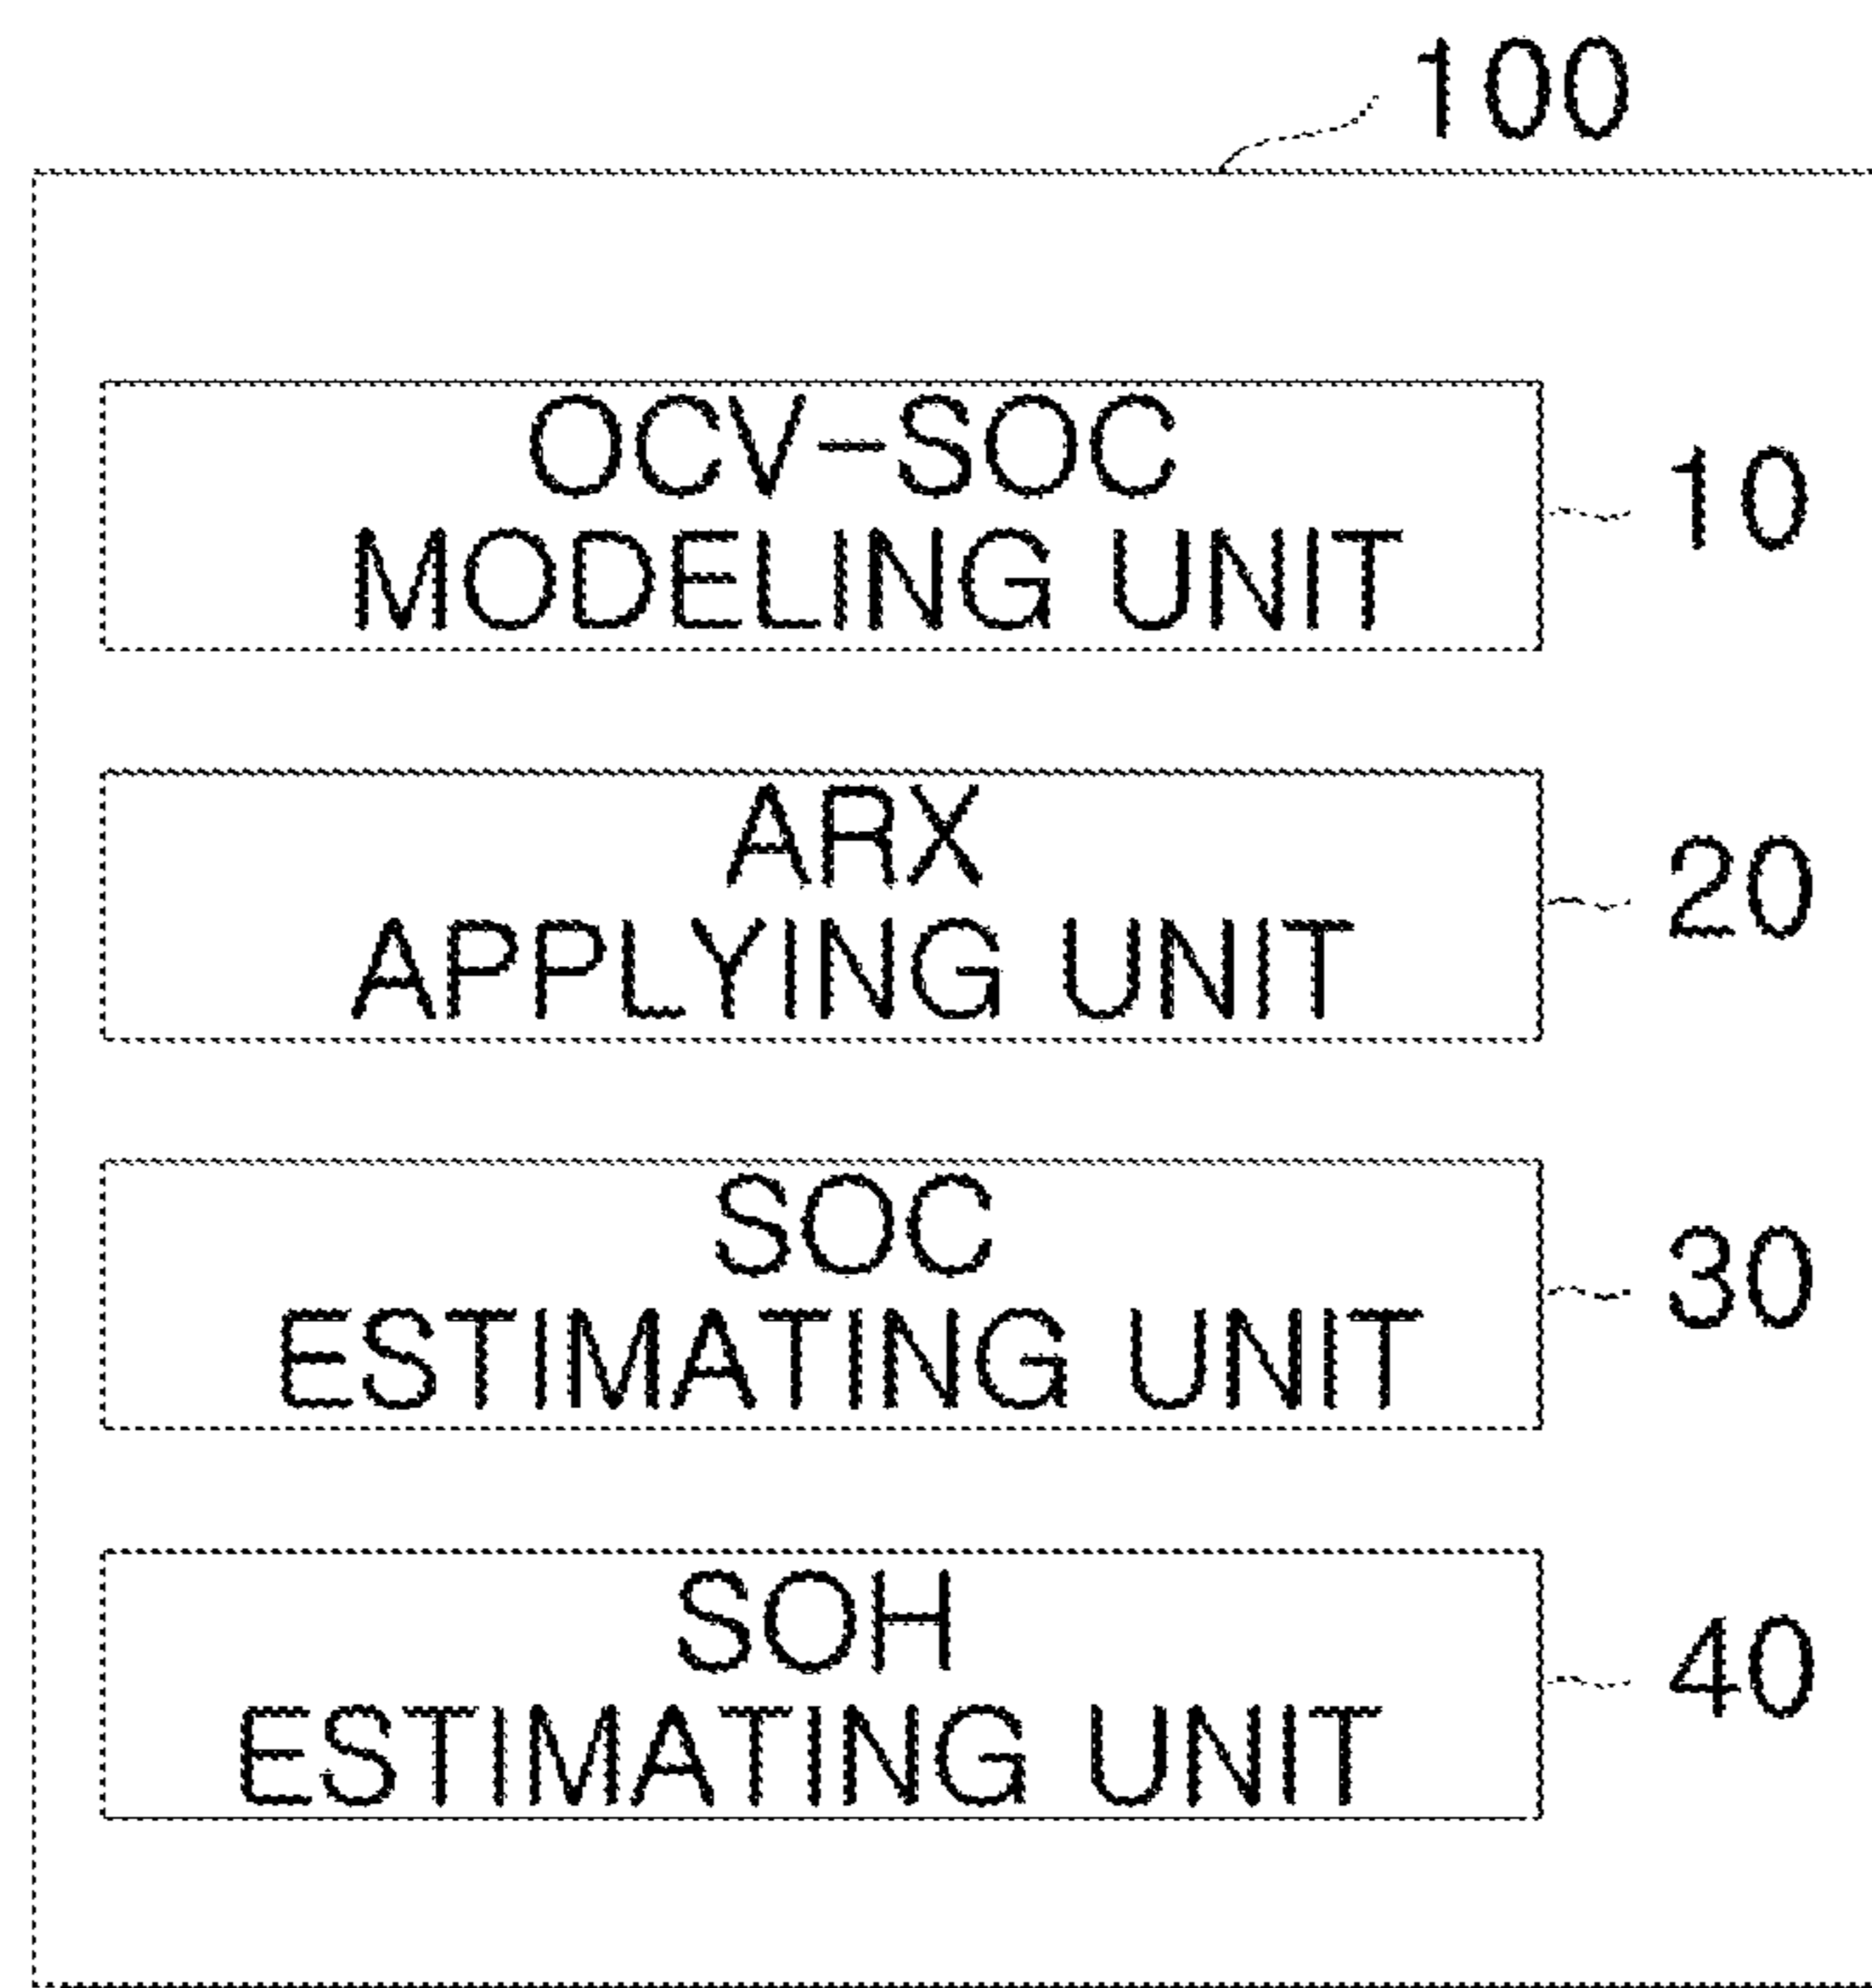 100
OCV-SOC
MODELING UNIT
10
ARX
APPLYING UNIT
20
SOC
ESTIMATING UNIT
30
SOH
ESTIMATING UNIT
40